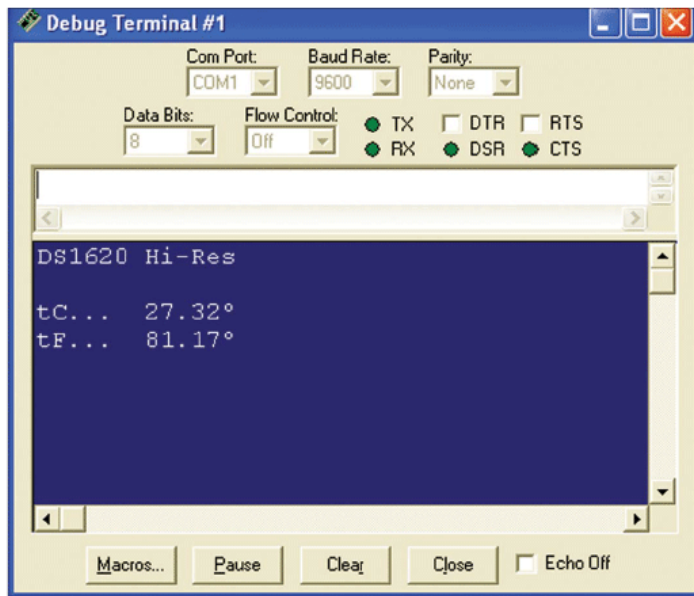 Debug Terminal #1
Com Port: Baud Rate: Parity:
COM1 9600 None
Data Bits: Flow Control: TX DTR RTS
8 Off RX DSR CTS
DS1620 Hi-Res
tC... 27.32°
tF... 81.17°
Macros... Pause Clear Close Echo Off